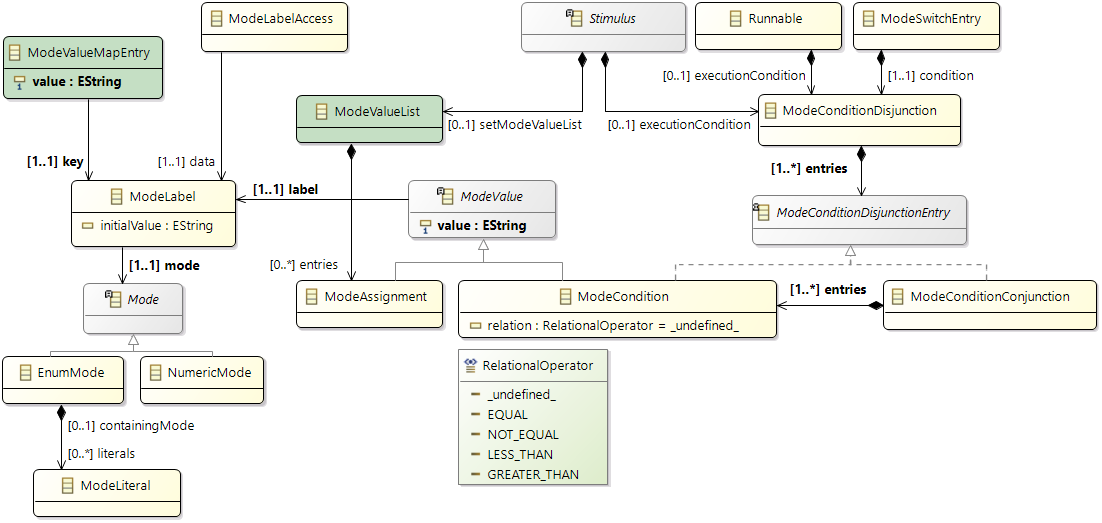 ModeLabelAccess
Stimulus
Runnable
ModeSwitchEntry
ModeValueMapEntry
value : EString
[0..1] executionCondition
[1..1] condition
ModeValueList
[0..1] setModeValueList
[0..1] executionCondition
ModeConditionDisjunction
[1..1] key
[1..1] data
[1..*] entries
ModeLabel
initialValue : EString
[1..1] label
ModeValue
value : EString
ModeConditionDisjunctionEntry
[1..1] mode
[0..*] entries
Mode
ModeAssignment
ModeCondition
relation : RelationalOperator = _undefined_
[1..*] entries
ModeConditionConjunction
EnumMode
NumericMode
RelationalOperator
_undefined_
EQUAL
NOT_EQUAL
LESS_THAN
GREATER_THAN
[0..1] containingMode
[0..*] literals
ModeLiteral